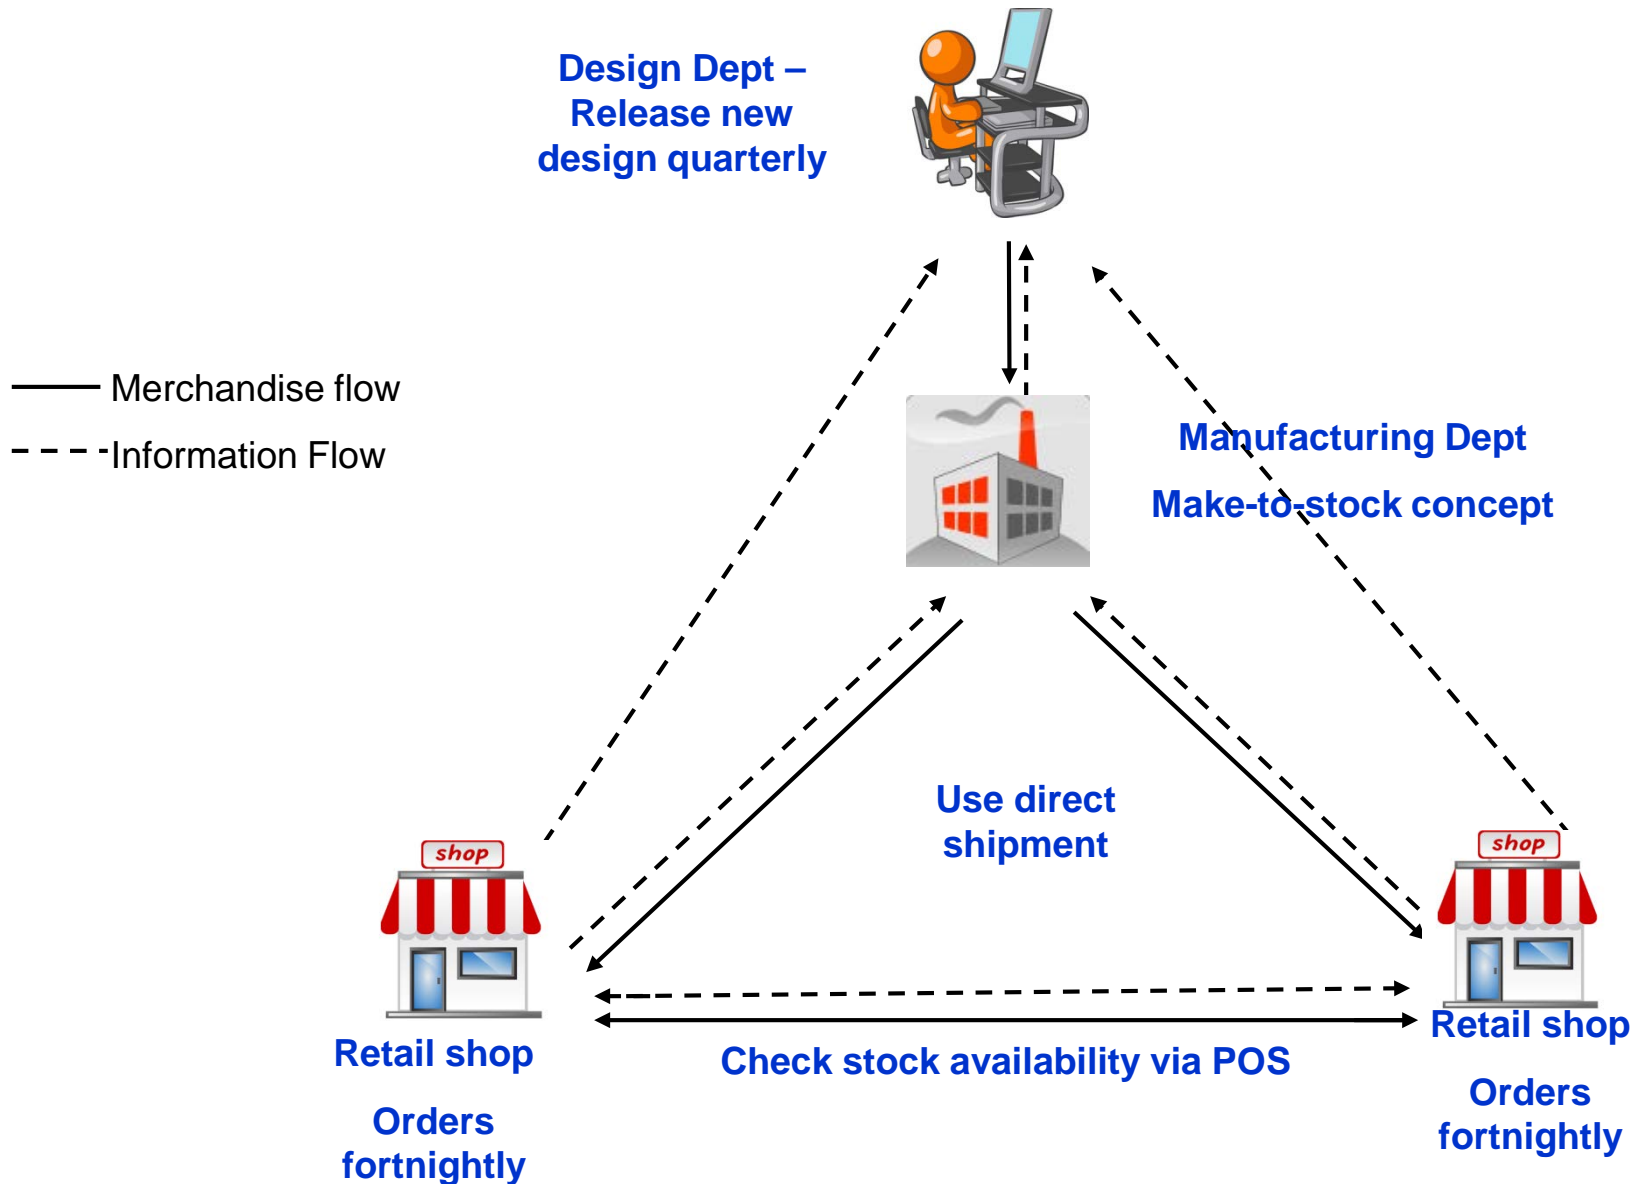 Design Dept –
Release new
design quarterly
Merchandise flow
Information Flow
Manufacturing Dept
Make-to-stock concept
Use direct
shipment
shop
shop
Retail shop
Orders
fortnightly
Check stock availability via POS
Retail shop
Orders
fortnightly